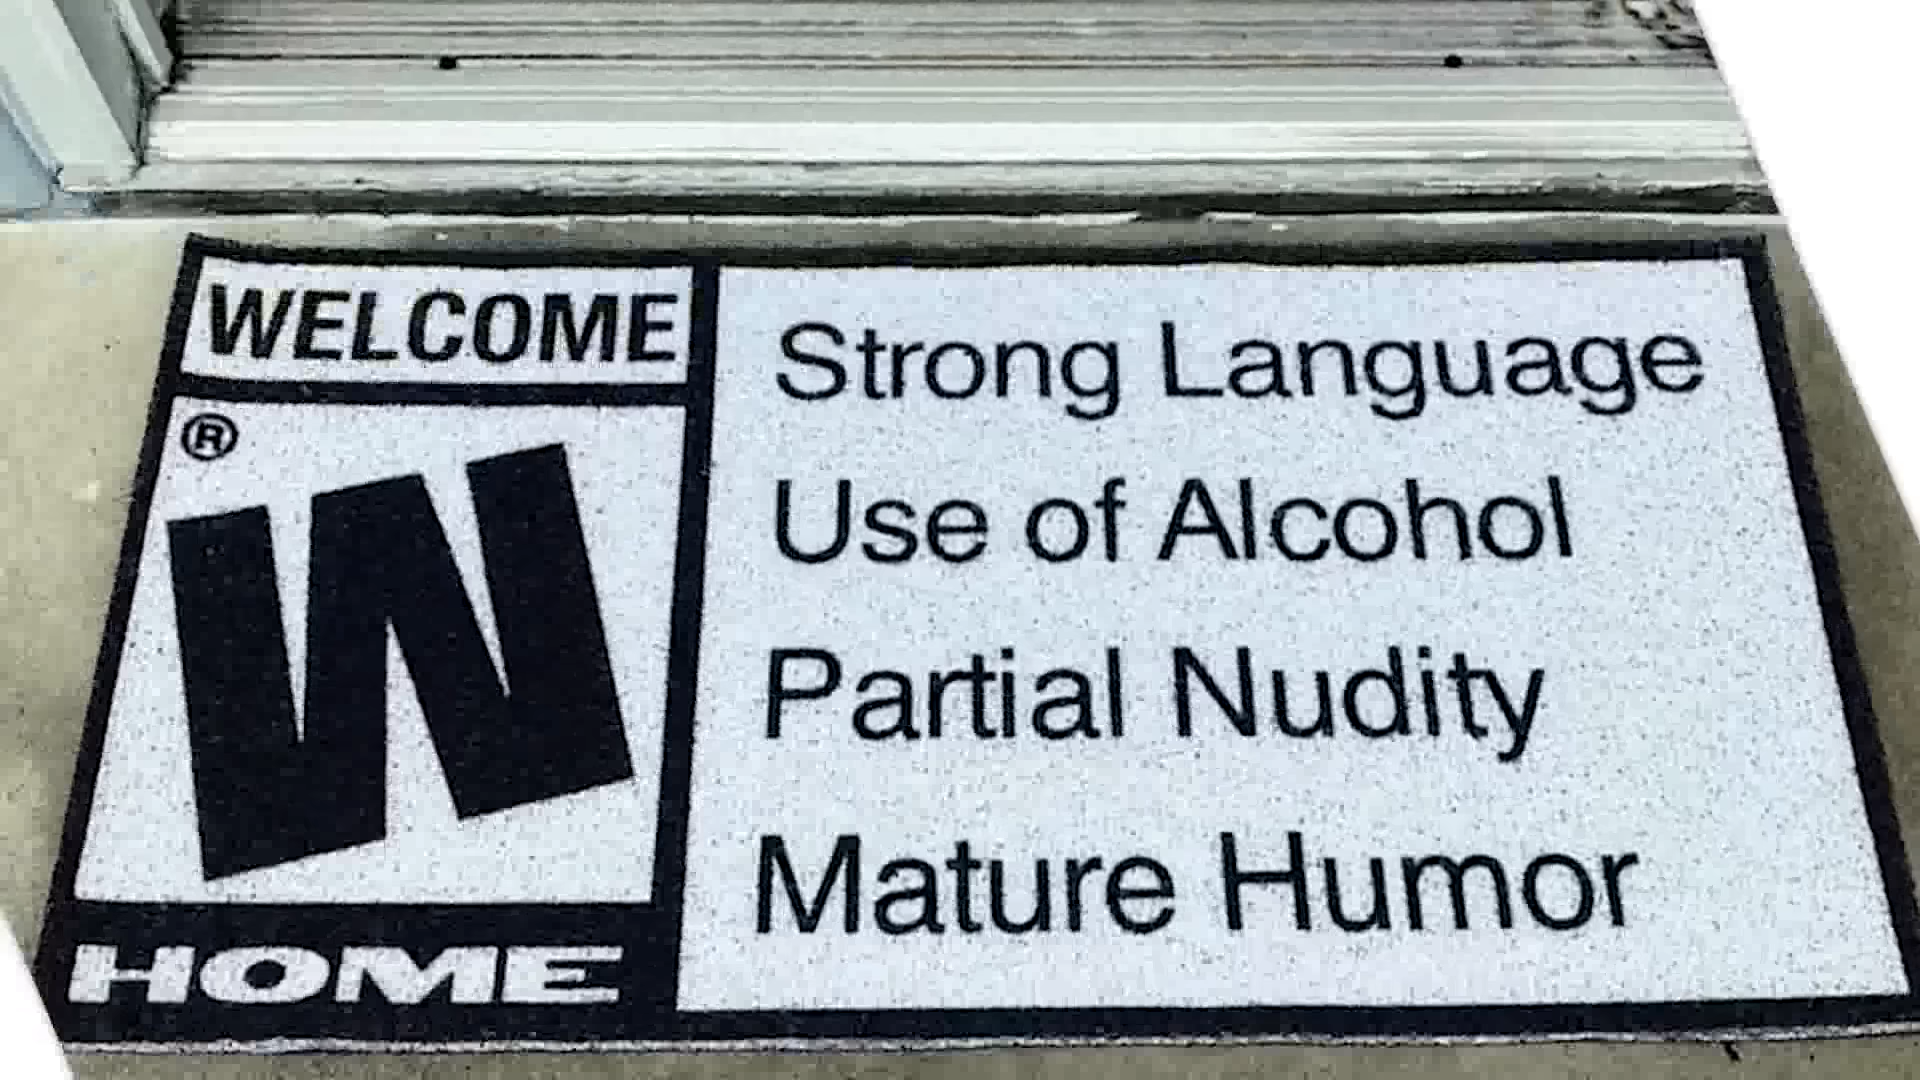 WELCOME
®
W
HOME
Strong Language
Use of Alcohol
Partial Nudity
Mature Humor